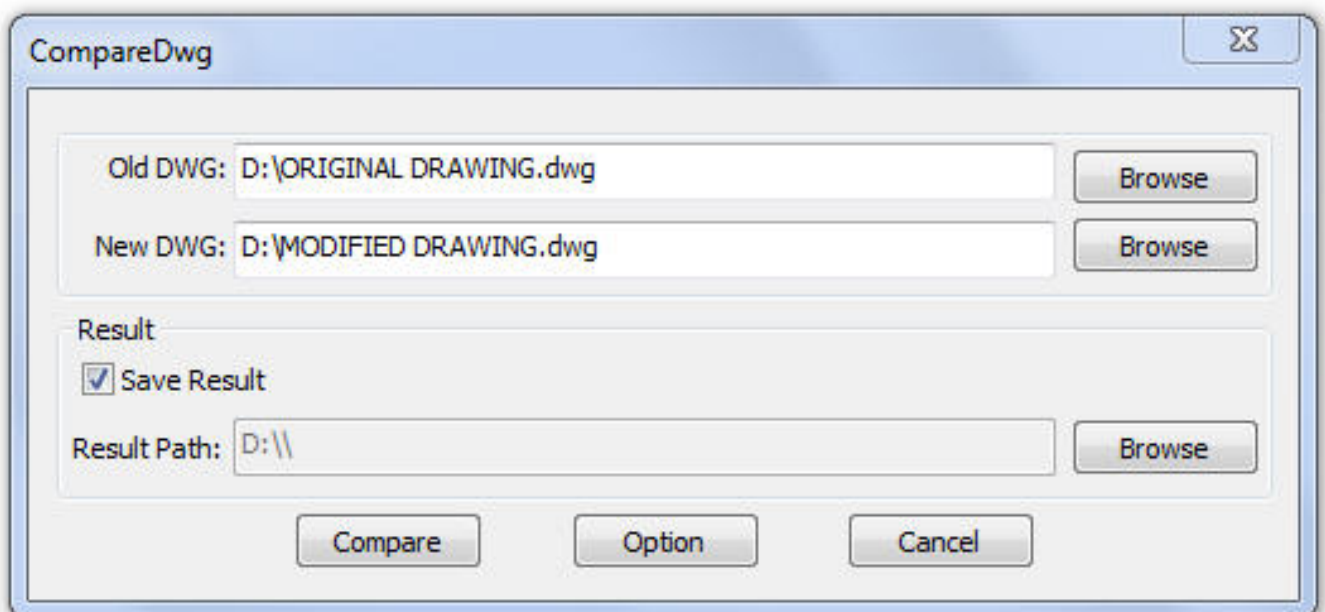 CompareDwg
Old DWG: D:\ORIGINAL DRAWING.dwg Browse
New DWG: D:\MODIFIED DRAWING.dwg Browse
Result
Save Result
Result Path: D:\\ Browse
Compare Option Cancel